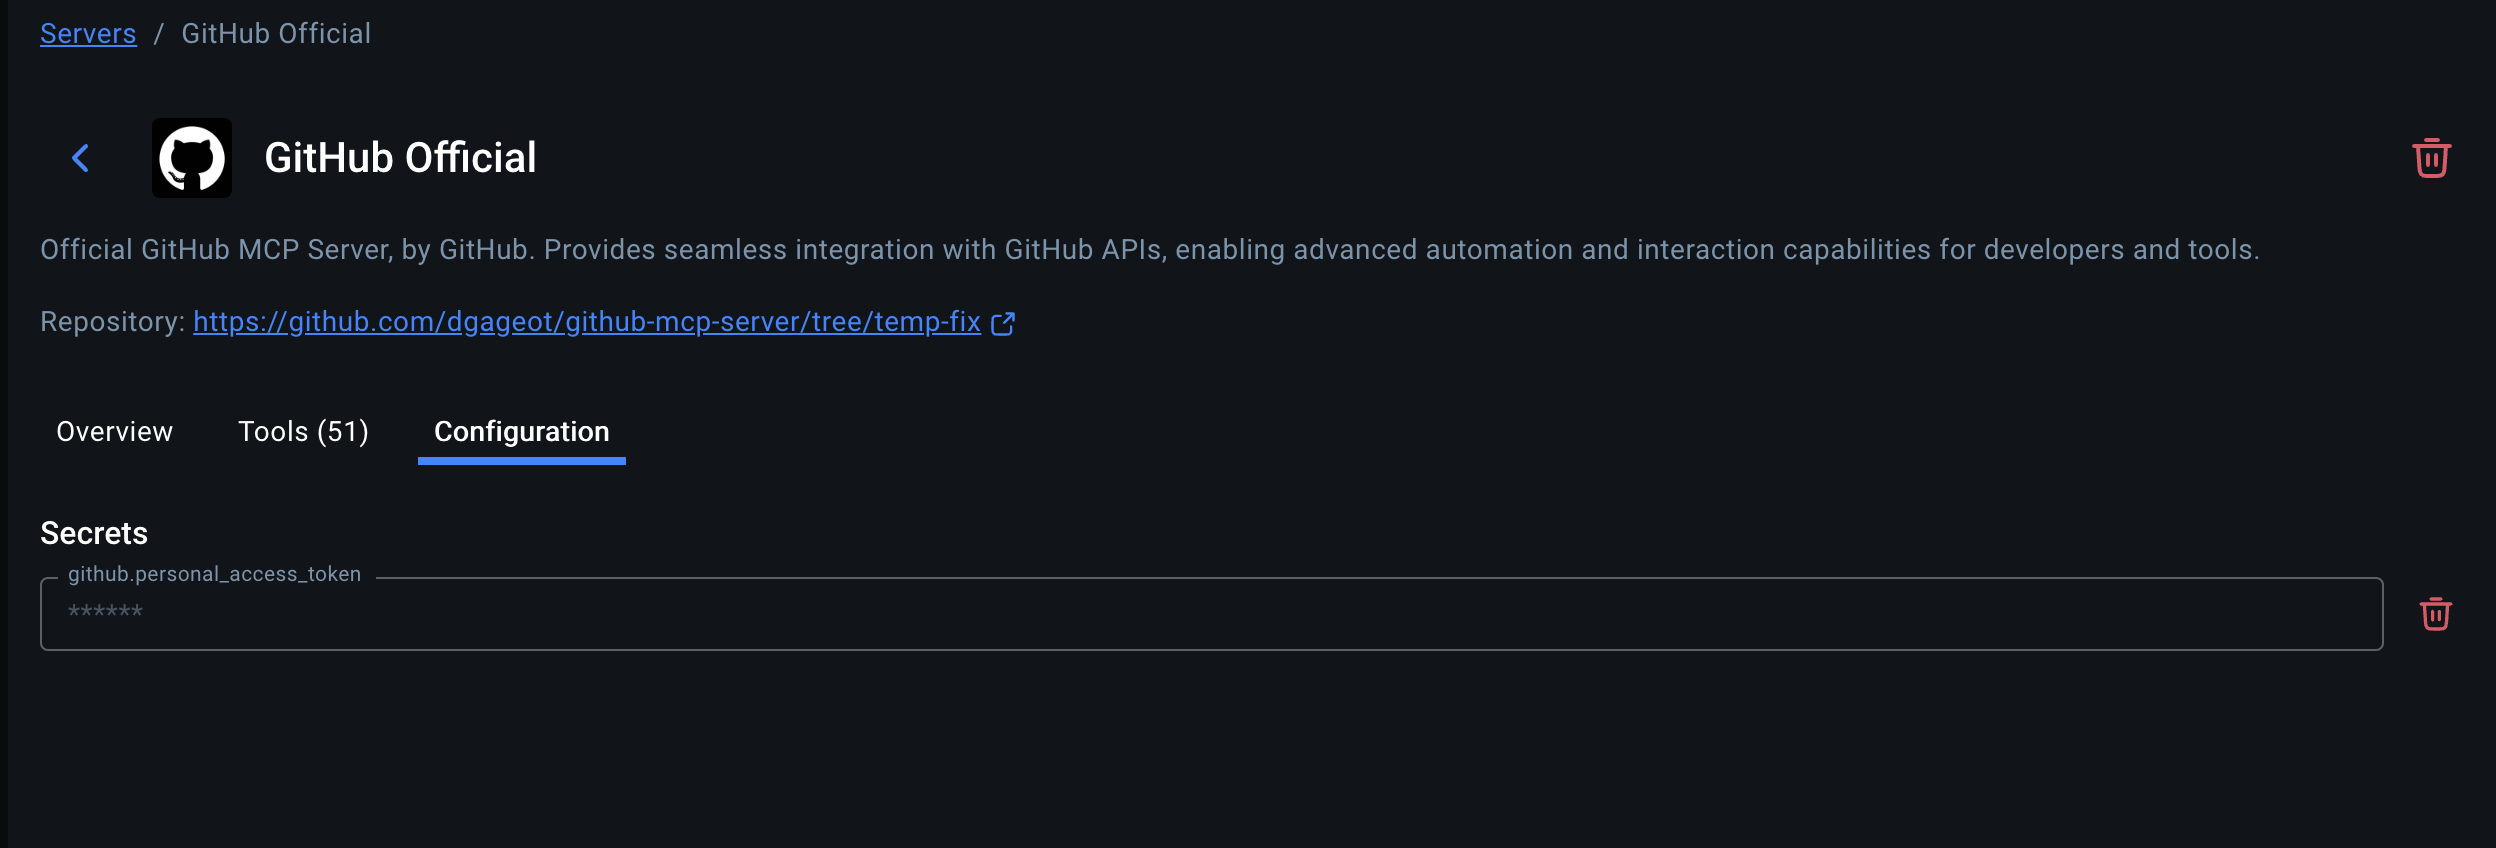 Servers / GitHub Official
GitHub Official
Official GitHub MCP Server, by GitHub. Provides seamless integration with GitHub APIs, enabling advanced automation and interaction capabilities for developers and tools.
Repository: https://github.com/dgageot/github-mcp-server/tree/temp-fix
Overview Tools (51) Configuration
Secrets
github.personal_access_token
******